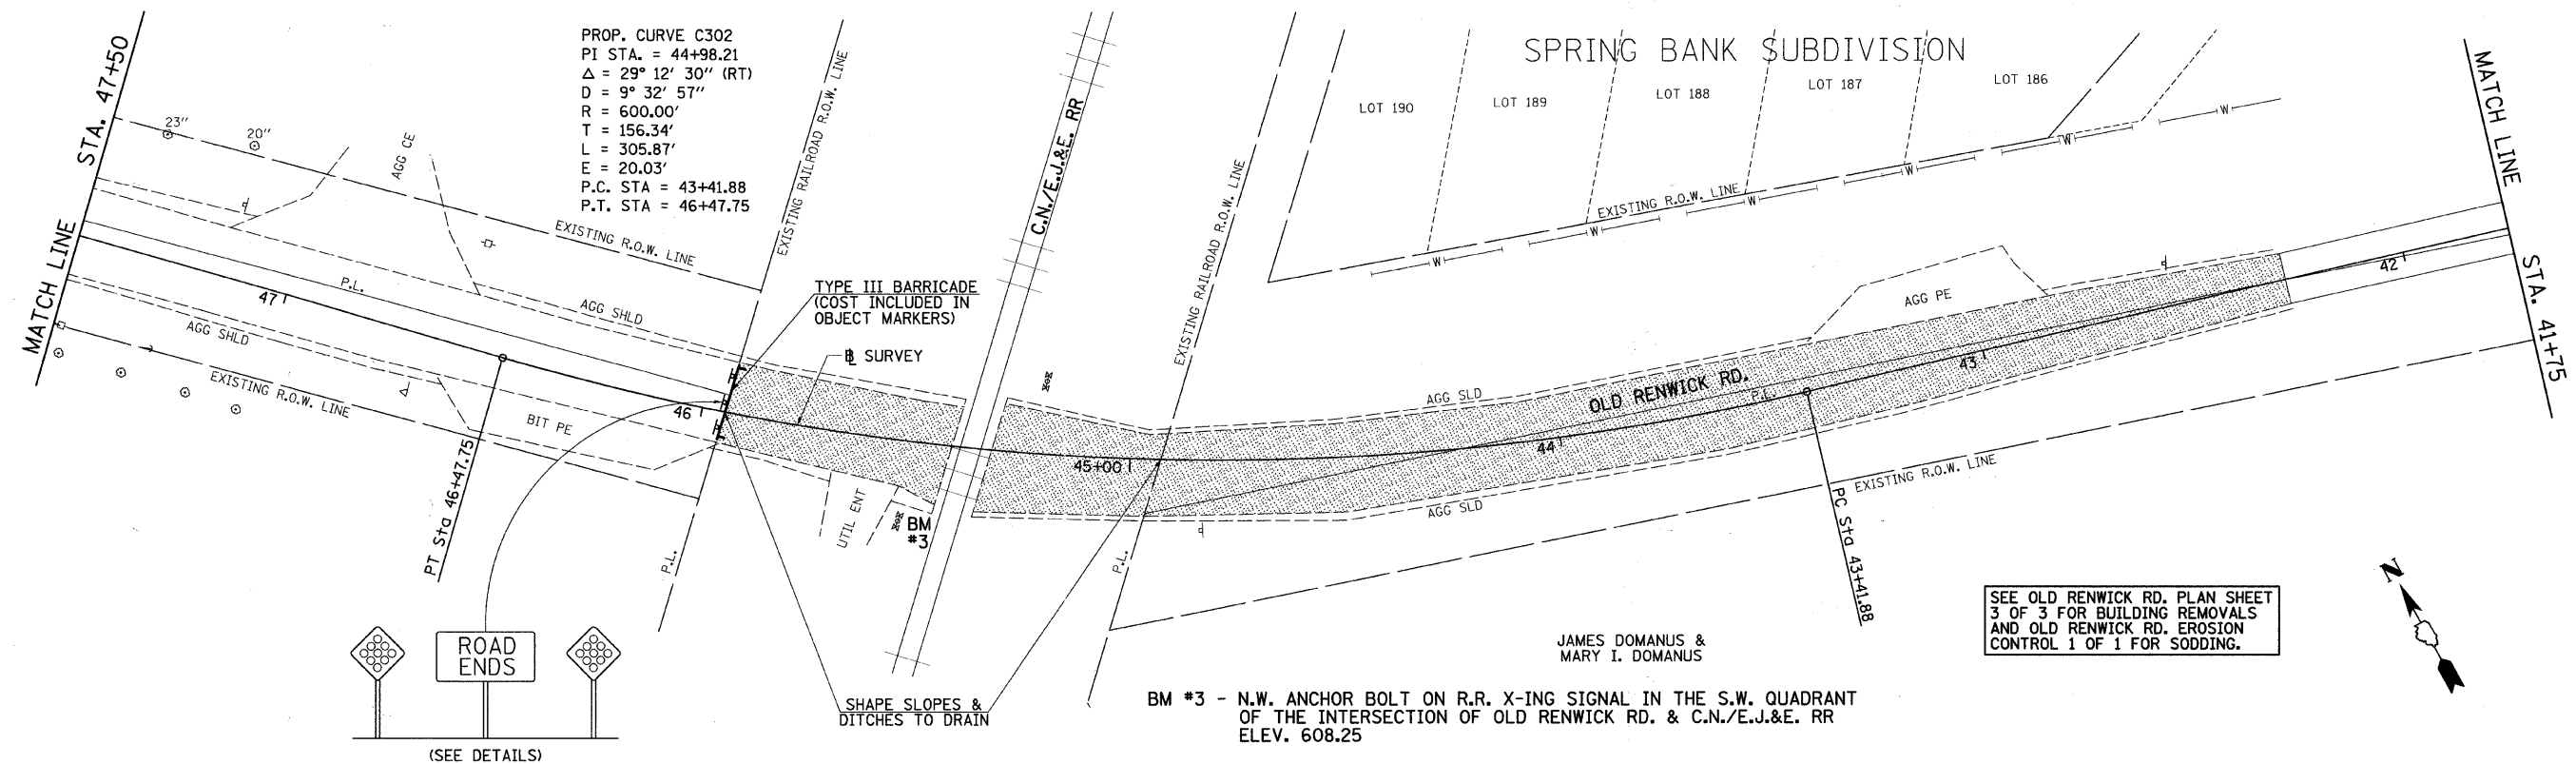 MATCH LINE STA. 47+50
23"
20"
AGG CE
PROP. CURVE C302
PI STA. = 44+98.21
Δ = 29° 12' 30" (RT)
D = 9° 32' 57"
R = 600.00'
T = 156.34'
L = 305.87'
E = 20.03'
P.C. STA = 43+41.88
P.T. STA = 46+47.75
EXISTING RAILROAD R.O.W. LINE
C.N./E.J.&E. RR
EXISTING RAILROAD R.O.W. LINE
SPRING BANK SUBDIVISION
LOT 190
LOT 189
LOT 188
LOT 187
LOT 186
W
W
W
W
W
W
W
EXISTING R.O.W. LINE
EXISTING R.O.W. LINE
MATCH LINE STA. 41+75
P.L.
47
AGG SHLD
AGG SHLD
EXISTING R.O.W. LINE
BIT PE
PT Sta 46+47.75
TYPE III BARRICADE
(COST INCLUDED IN
OBJECT MARKERS)
℄ SURVEY
46
45+00
44
43
42
AGG SLD
OLD RENWICK RD.
P.L.
AGG PE
AGG SLD
EXISTING R.O.W. LINE
PC Sta 43+41.88
UTIL ENT
BM
#3
P.L.
P.L.
ROAD
ENDS
(SEE DETAILS)
SHAPE SLOPES &
DITCHES TO DRAIN
JAMES DOMANUS &
MARY I. DOMANUS
BM #3 - N.W. ANCHOR BOLT ON R.R. X-ING SIGNAL IN THE S.W. QUADRANT
OF THE INTERSECTION OF OLD RENWICK RD. & C.N./E.J.&E. RR
ELEV. 608.25
SEE OLD RENWICK RD. PLAN SHEET
3 OF 3 FOR BUILDING REMOVALS
AND OLD RENWICK RD. EROSION
CONTROL 1 OF 1 FOR SODDING.
N